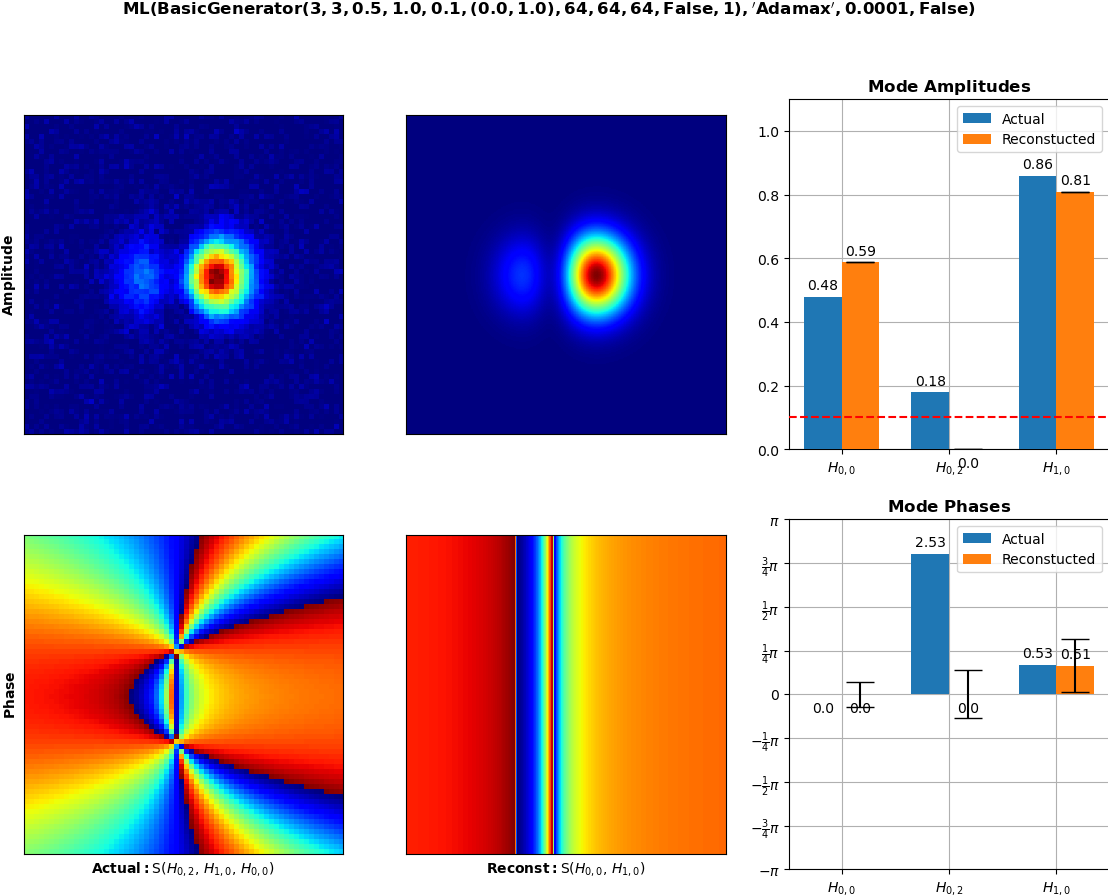 ML(BasicGenerator(3, 3, 0.5, 1.0, 0.1, (0.0, 1.0), 64, 64, 64, False, 1), 'Adamax', 0.0001, False)
Mode Amplitudes
Amplitude
Actual
Reconstucted
1.0
0.8
0.6
0.4
0.2
0.0
0.48
0.59
0.18
0.0
0.86
0.81
H0,0
H0,2
H1,0
Mode Phases
Phase
Actual
Reconstucted
π
3/4π
1/2π
1/4π
0
−1/4π
−1/2π
−3/4π
−π
0.0
0.0
2.53
0.0
0.53
0.51
H0,0
H0,2
H1,0
Actual: S(H0,2, H1,0, H0,0)
Reconst: S(H0,0, H1,0)